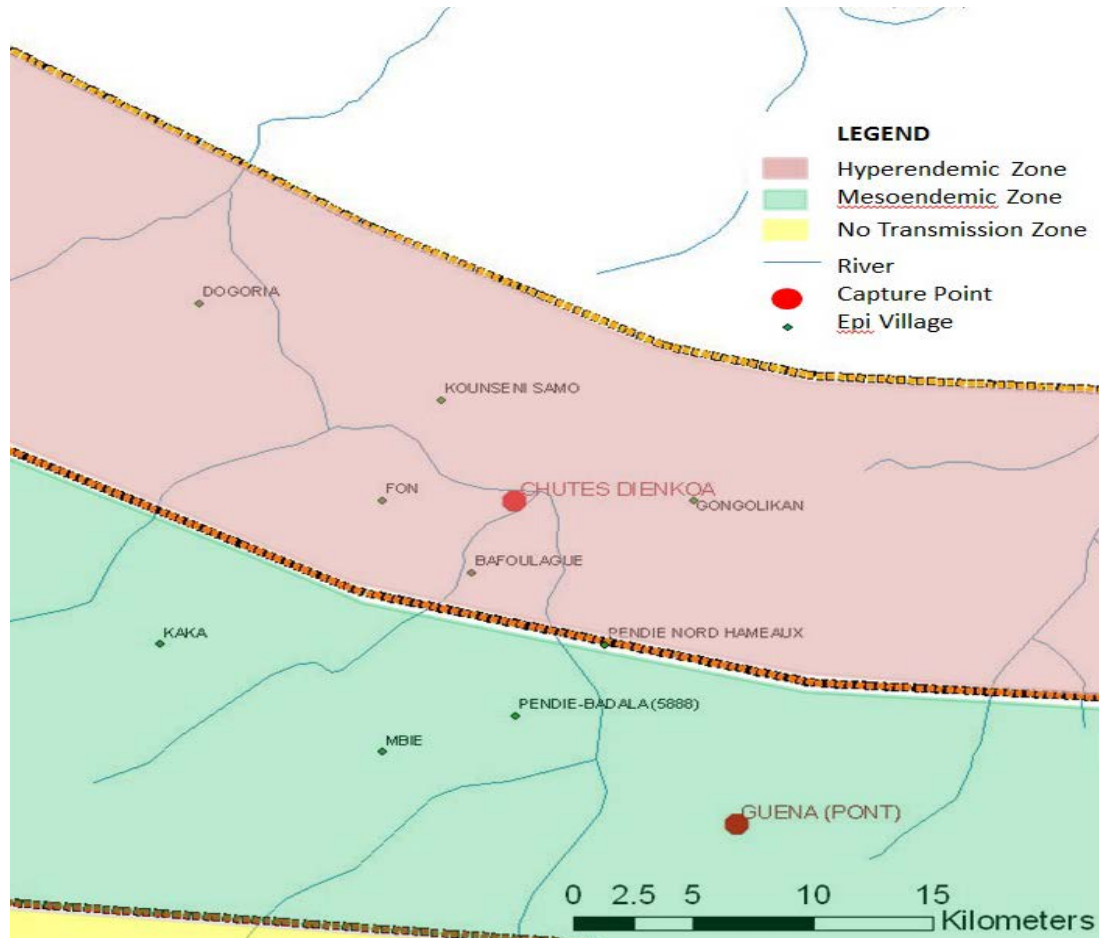 LEGEND
Hyperendemic Zone
Mesoendemic Zone
No Transmission Zone
River
Capture Point
Epi Village
DOGORIA
KOUNSENI SAMO
FON
CHUTES DIENKOA
GONGOLIKAN
BAFOULAGUE
KAKA
PENDIE NORD HAMEAUX
PENDIE-BADALA (5888)
MBIE
GUENA (PONT)
0 2.5 5 10 15
Kilometers